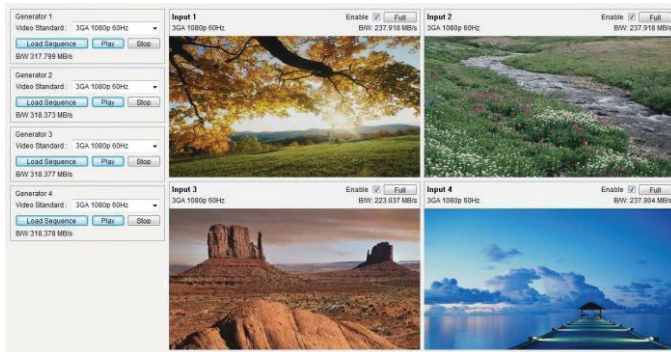 Generator 1
Video Standard : 3GA 1080p 60Hz
Load Sequence Play Stop
B/W 317.799 MB/s
Generator 2
Video Standard : 3GA 1080p 60Hz
Load Sequence Play Stop
B/W 318.373 MB/s
Generator 3
Video Standard : 3GA 1080p 60Hz
Load Sequence Play Stop
B/W 318.377 MB/s
Generator 4
Video Standard : 3GA 1080p 60Hz
Load Sequence Play Stop
B/W 318.378 MB/s
Input 1 Enable Full
3GA 1080p 60Hz B/W: 237.918 MB/s
Input 2 Enable Full
3GA 1080p 60Hz B/W: 237.918 MB/s
Input 3 Enable Full
3GA 1080p 60Hz B/W: 223.037 MB/s
Input 4 Enable Full
3GA 1080p 60Hz B/W: 237.904 MB/s